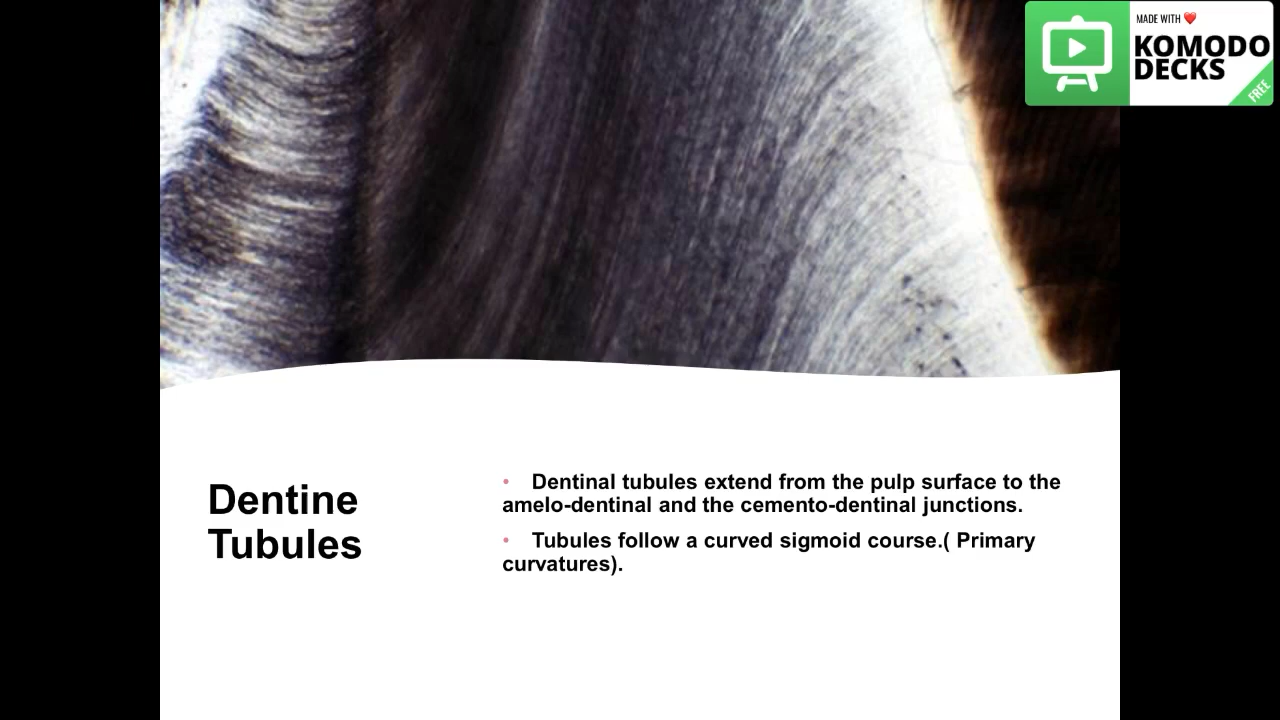 MADE WITH ❤️
KOMODO
DECKS
FREE
Dentine
Tubules
• Dentinal tubules extend from the pulp surface to the
amelo-dentinal and the cemento-dentinal junctions.
• Tubules follow a curved sigmoid course.( Primary
curvatures).